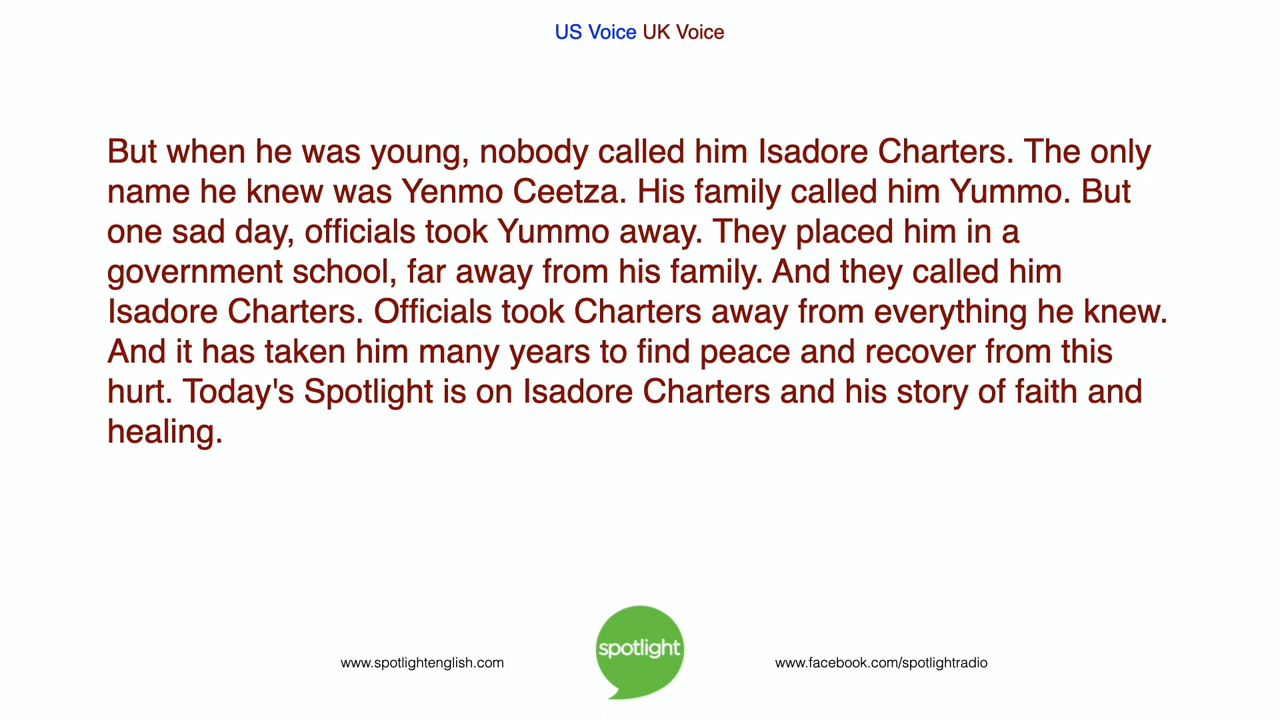 US Voice UK Voice
But when he was young, nobody called him Isadore Charters. The only
name he knew was Yenmo Ceetza. His family called him Yummo. But
one sad day, officials took Yummo away. They placed him in a
government school, far away from his family. And they called him
Isadore Charters. Officials took Charters away from everything he knew.
And it has taken him many years to find peace and recover from this
hurt. Today's Spotlight is on Isadore Charters and his story of faith and
healing.
spotlight
www.spotlightenglish.com
www.facebook.com/spotlightradio